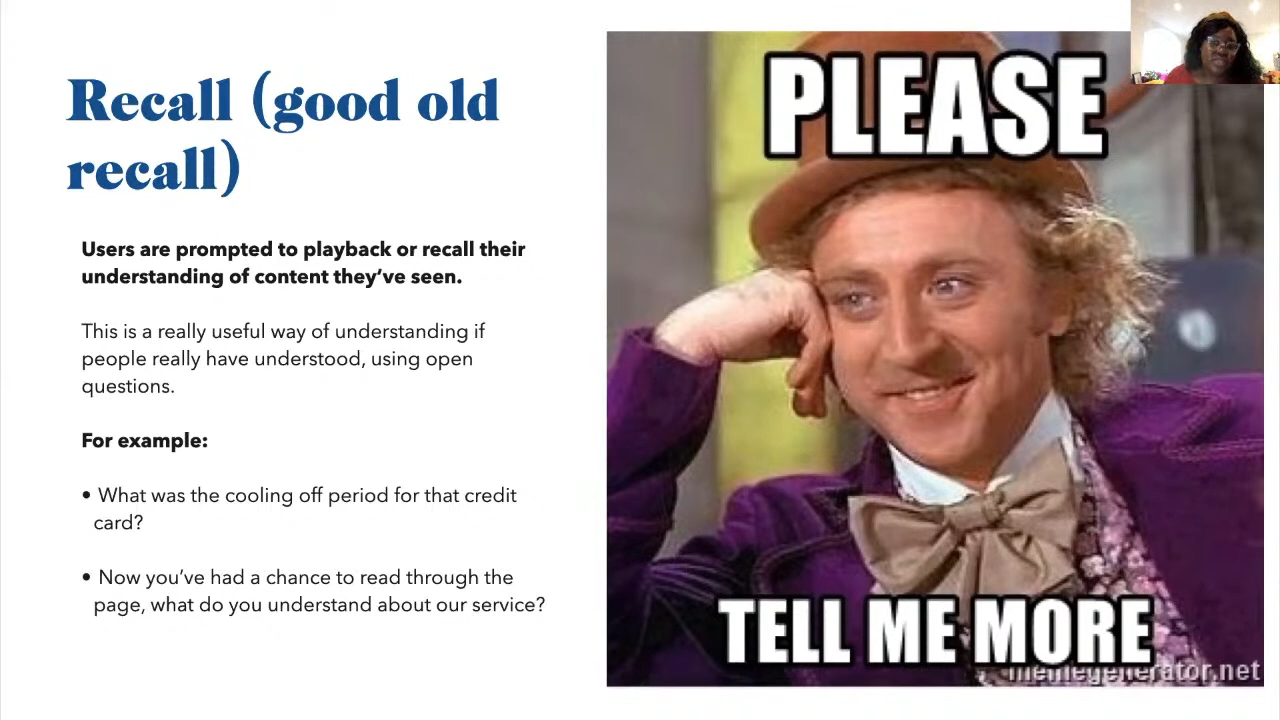 Recall (good old
recall)
Users are prompted to playback or recall their
understanding of content they've seen.
This is a really useful way of understanding if
people really have understood, using open
questions.
For example:
• What was the cooling off period for that credit
card?
• Now you've had a chance to read through the
page, what do you understand about our service?
PLEASE
TELL ME MORE
memegenerator.net